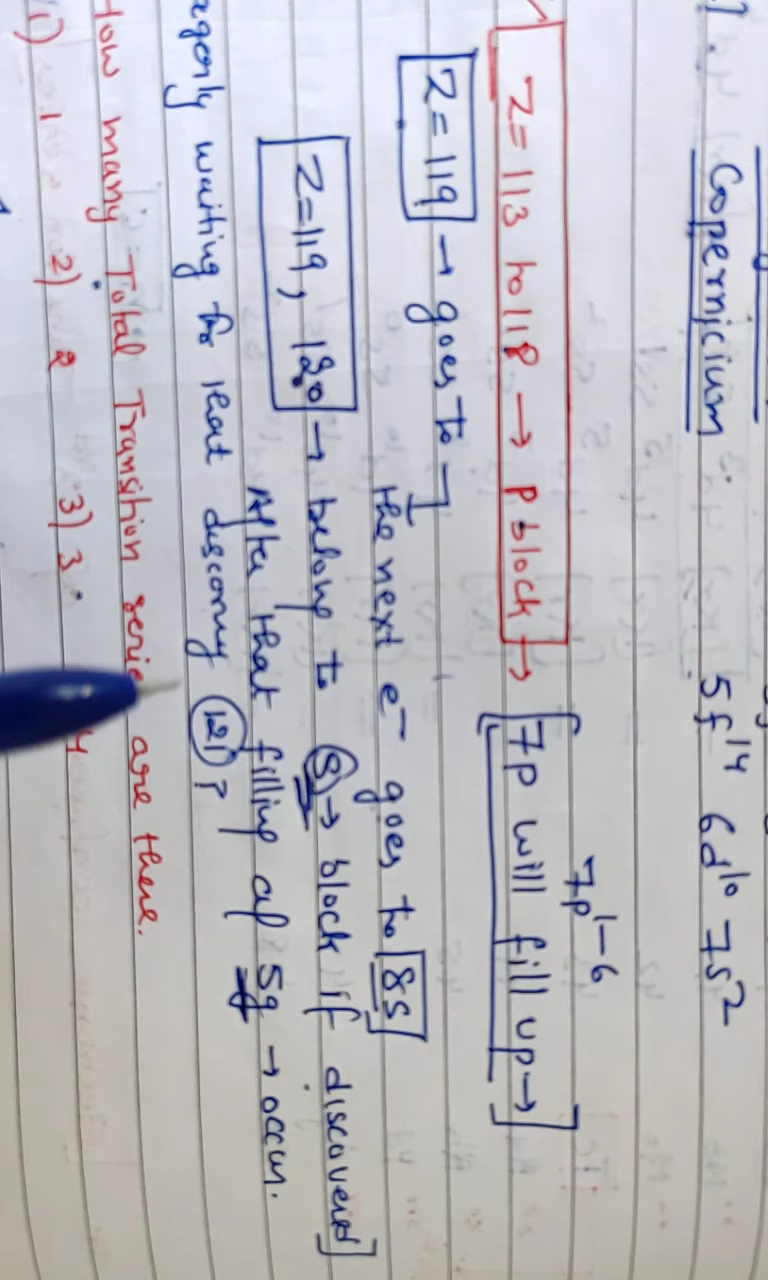 Copernicium 5f¹⁴ 6d¹⁰ 7s²
7p¹⁻⁶
Z=113 to 118 → p block → [7p will fill up →]
Z=119 → goes to
the next e⁻ goes to 8s
Z=119, 120 → belong to (s) → block if discovered]
After that filling of 5g → occur.
eagerly waiting for that discovery (121)?
How many Total Transition series are there.
1) 1 2) 2 3) 3 4